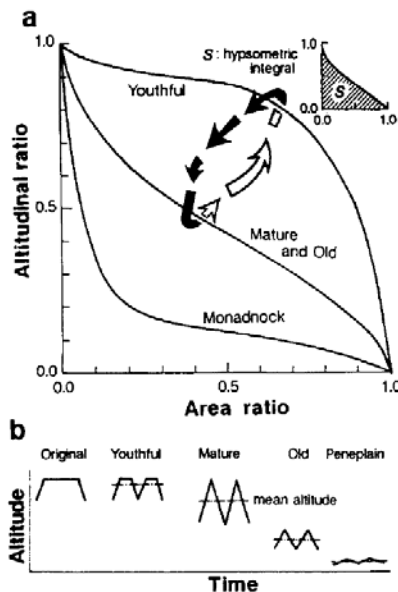 a
1.0
S : hypsometric
integral
1.0
S
0.0
0.0
1.0
Youthful
Altitudinal ratio
0.5
Mature
and Old
Monadnock
0.0
0.0
0.5
1.0
Area ratio
b
Original Youthful Mature Old Peneplain
mean altitude
Altitude
Time